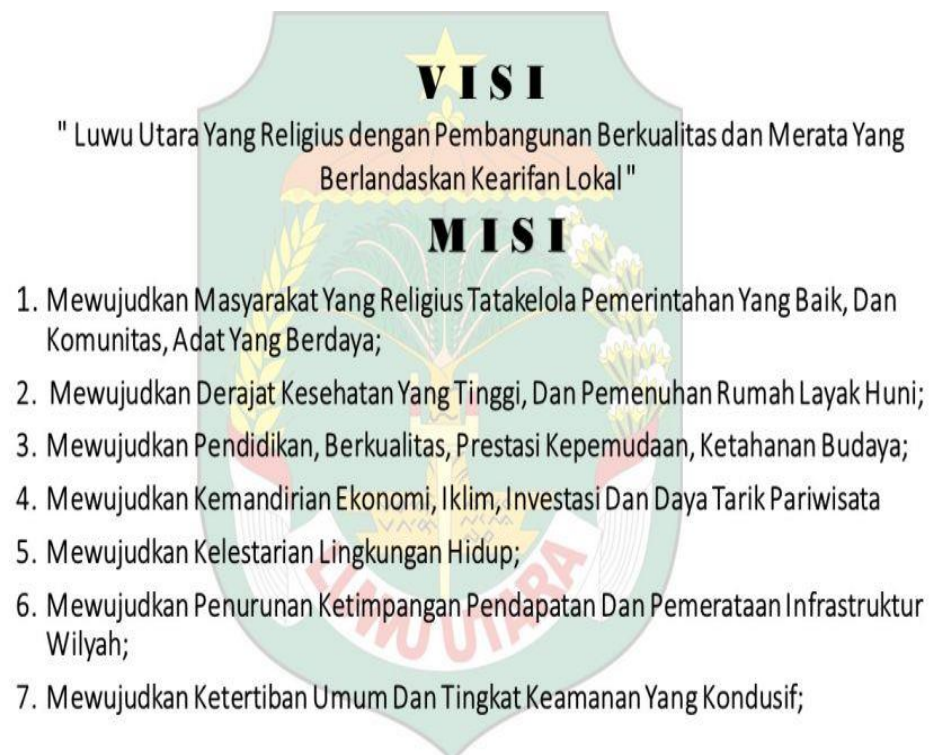 VISI
" Luwu Utara Yang Religius dengan Pembangunan Berkualitas dan Merata Yang
Berlandaskan Kearifan Lokal "
MISI
1. Mewujudkan Masyarakat Yang Religius Tatakelola Pemerintahan Yang Baik, Dan
Komunitas, Adat Yang Berdaya;
2. Mewujudkan Derajat Kesehatan Yang Tinggi, Dan Pemenuhan Rumah Layak Huni;
3. Mewujudkan Pendidikan, Berkualitas, Prestasi Kepemudaan, Ketahanan Budaya;
4. Mewujudkan Kemandirian Ekonomi, Iklim, Investasi Dan Daya Tarik Pariwisata
5. Mewujudkan Kelestarian Lingkungan Hidup;
6. Mewujudkan Penurunan Ketimpangan Pendapatan Dan Pemerataan Infrastruktur
Wilyah;
7. Mewujudkan Ketertiban Umum Dan Tingkat Keamanan Yang Kondusif;
LUWU UTARA